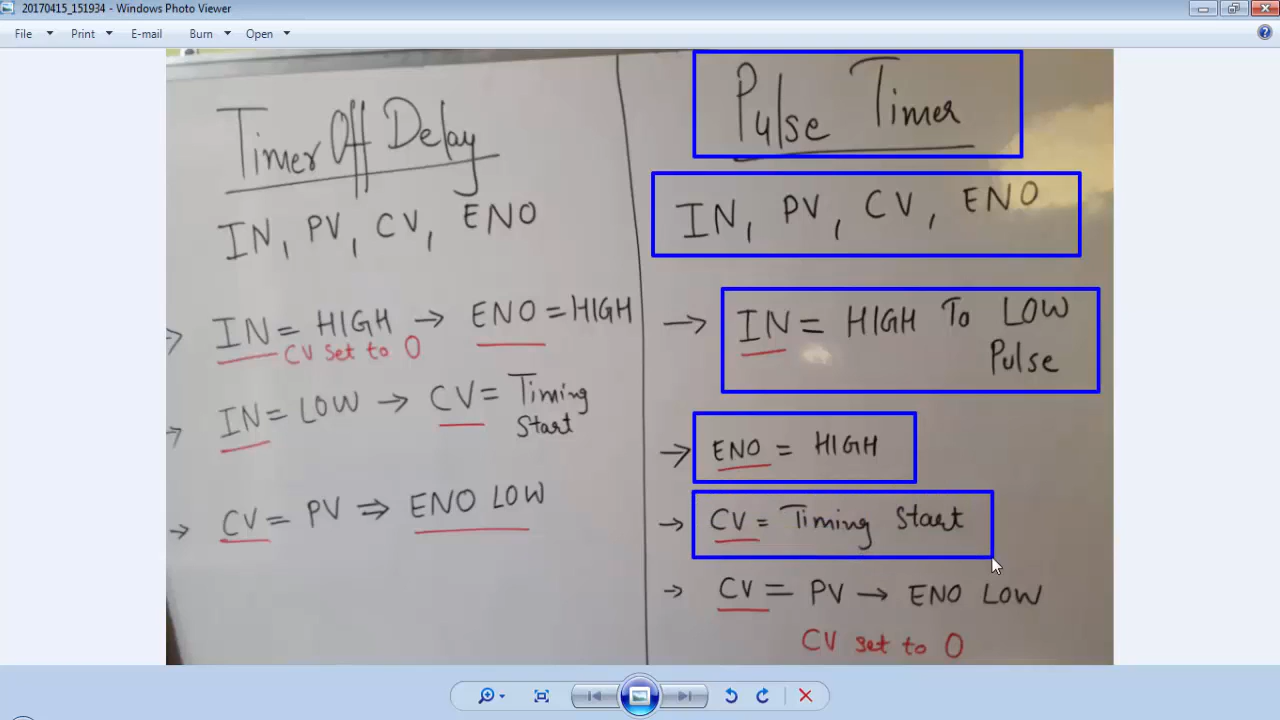 20170415_151934 - Windows Photo Viewer
File Print E-mail Burn Open
Timer Off Delay
IN, PV, CV, ENO
IN = HIGH → ENO = HIGH
CV set to 0
IN = LOW → CV = Timing
Start
→ CV = PV ⇒ ENO LOW
Pulse Timer
IN, PV, CV, ENO
→ IN = HIGH To LOW
Pulse
→ ENO = HIGH
→ CV = Timing Start
→ CV = PV → ENO LOW
CV set to 0